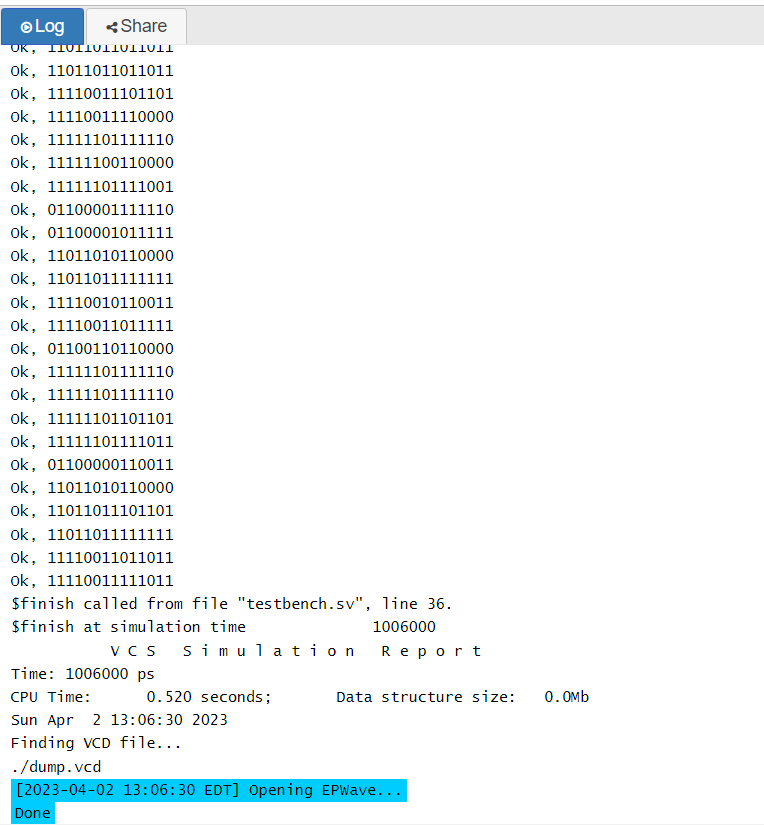 Log
Share
Ok, 11011011011011
Ok, 11011011011011
Ok, 11110011101101
Ok, 11110011110000
Ok, 11111101111110
Ok, 11111100110000
Ok, 11111101111001
Ok, 01100001111110
Ok, 01100001011111
Ok, 11011010110000
Ok, 11011011111111
Ok, 11110010110011
Ok, 11110011011111
Ok, 01100110110000
Ok, 11111101111110
Ok, 11111101111110
Ok, 11111101101101
Ok, 11111101111011
Ok, 01100000110011
Ok, 11011010110000
Ok, 11011011101101
Ok, 11011011111111
Ok, 11110011011011
Ok, 11110011111011
$finish called from file "testbench.sv", line 36.
$finish at simulation time 1006000
V C S S i m u l a t i o n R e p o r t
Time: 1006000 ps
CPU Time: 0.520 seconds; Data structure size: 0.0Mb
Sun Apr 2 13:06:30 2023
Finding VCD file...
./dump.vcd
[2023-04-02 13:06:30 EDT] Opening EPWave...
Done